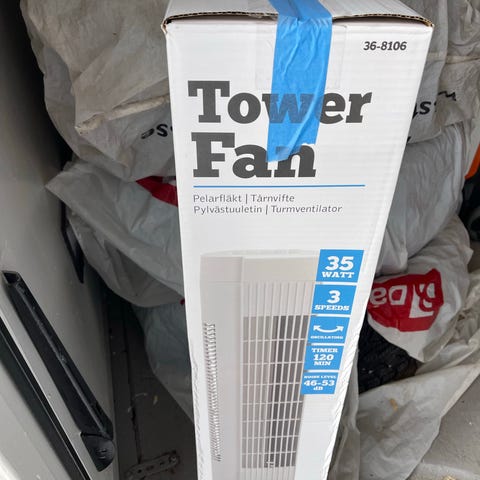 36-8106
Tower
Fan
Pelarfläkt | Tårnvifte
Pylvästuuletin | Turmventilator
35
WATT
3
SPEEDS
OSCILLATING
TIMER
120
MIN
NOISE LEVEL
46-53
dB